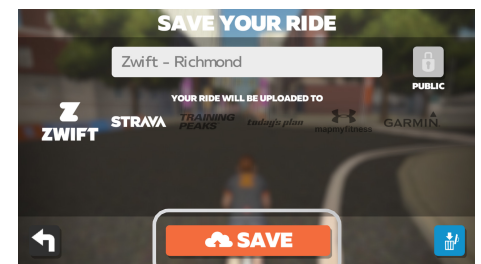 SAVE YOUR RIDE
Zwift - Richmond
PUBLIC
YOUR RIDE WILL BE UPLOADED TO
Z
ZWIFT
STRAVA
TRAINING
PEAKS
today's plan
mapmyfitness
GARMIN
SAVE